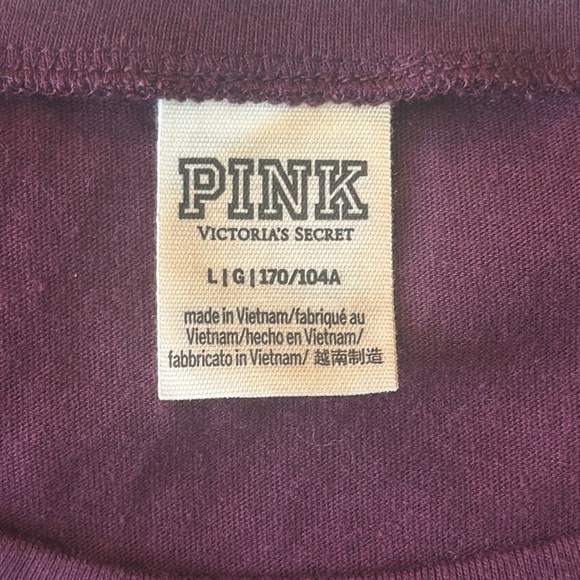 PINK
VICTORIA'S SECRET
L | G | 170/104A
made in Vietnam/fabriqué au
Vietnam/hecho en Vietnam/
fabbricato in Vietnam/ 越南制造